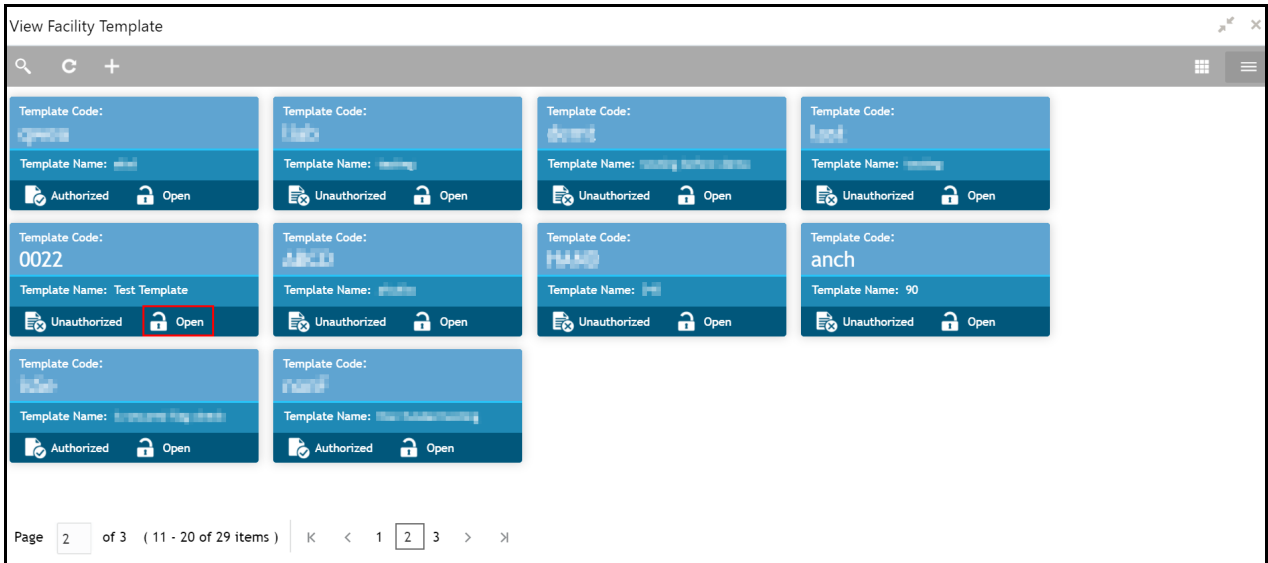 View Facility Template
Template Code:
Template Code:
Template Code:
Template Code:
Template Name:
Template Name:
Template Name:
Template Name:
Authorized Open
Unauthorized Open
Unauthorized Open
Unauthorized Open
Template Code:
0022
Template Code:
Template Code:
Template Code:
anch
Template Name: Test Template
Template Name:
Template Name:
Template Name: 90
Unauthorized Open
Unauthorized Open
Unauthorized Open
Unauthorized Open
Template Code:
Template Code:
Template Name:
Template Name:
Authorized Open
Authorized Open
Page 2 of 3 ( 11 - 20 of 29 items ) 1 2 3